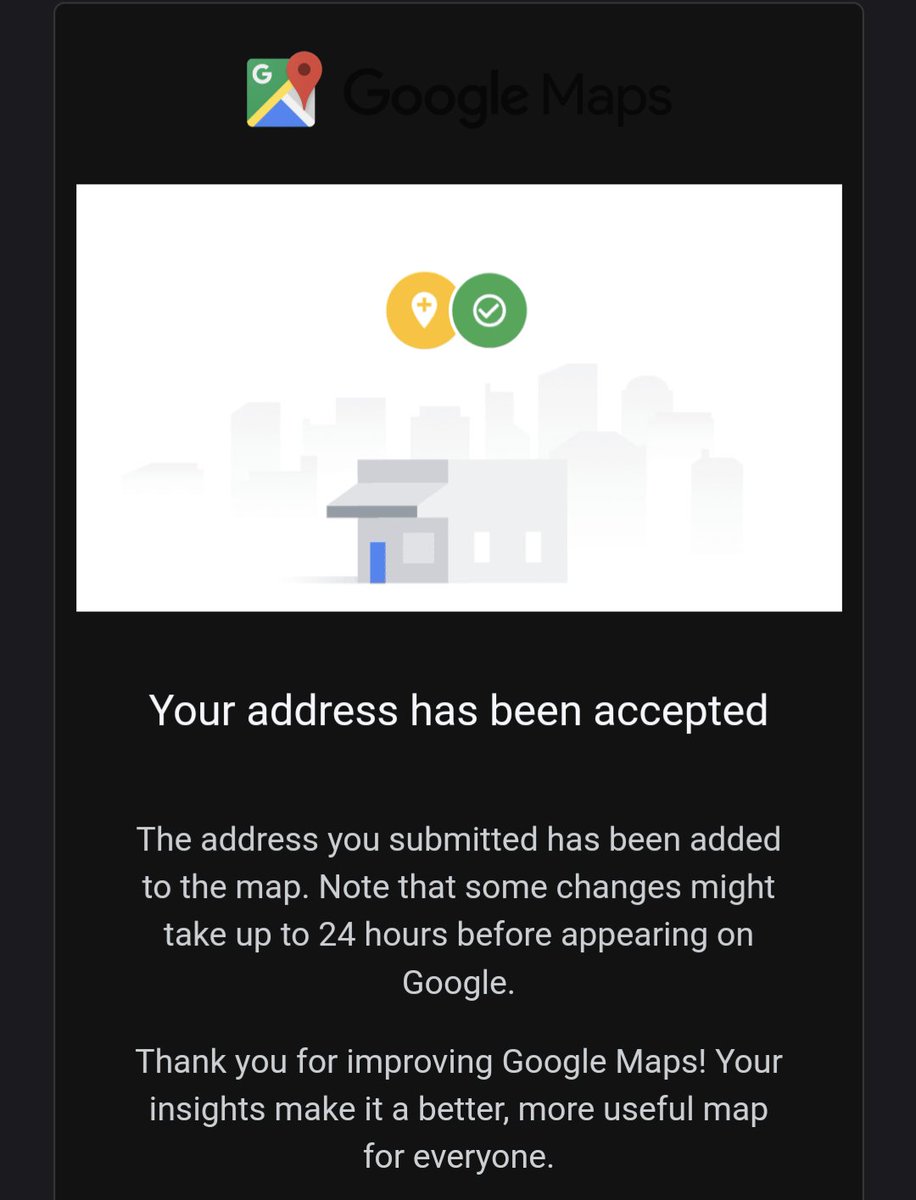 Google Maps
Your address has been accepted
The address you submitted has been added
to the map. Note that some changes might
take up to 24 hours before appearing on
Google.
Thank you for improving Google Maps! Your
insights make it a better, more useful map
for everyone.